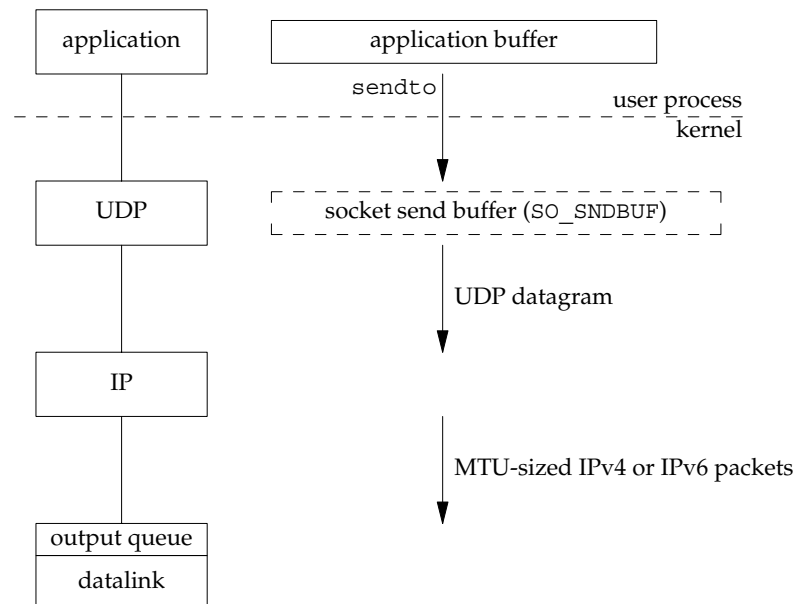 application
application buffer
sendto
user process
kernel
UDP
socket send buffer (SO_SNDBUF)
UDP datagram
IP
MTU-sized IPv4 or IPv6 packets
output queue
datalink